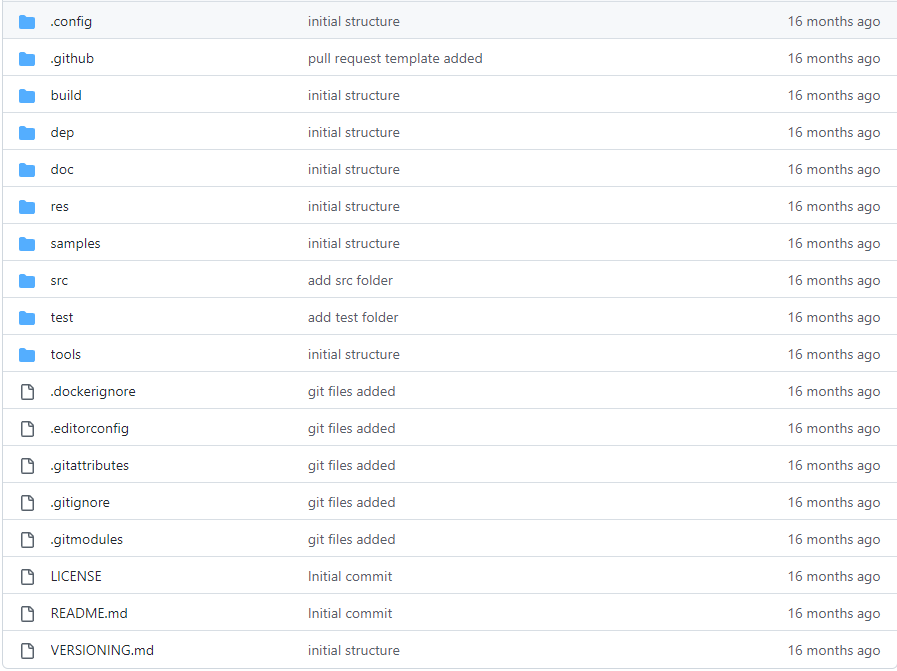 .config initial structure 16 months ago
.github pull request template added 16 months ago
build initial structure 16 months ago
dep initial structure 16 months ago
doc initial structure 16 months ago
res initial structure 16 months ago
samples initial structure 16 months ago
src add src folder 16 months ago
test add test folder 16 months ago
tools initial structure 16 months ago
.dockerignore git files added 16 months ago
.editorconfig git files added 16 months ago
.gitattributes git files added 16 months ago
.gitignore git files added 16 months ago
.gitmodules git files added 16 months ago
LICENSE Initial commit 16 months ago
README.md Initial commit 16 months ago
VERSIONING.md initial structure 16 months ago